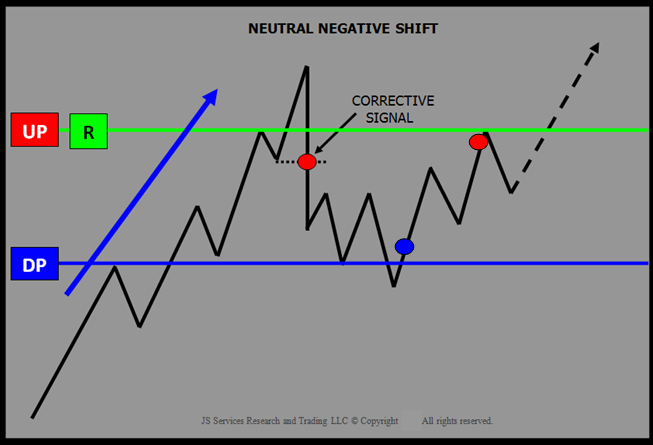 NEUTRAL NEGATIVE SHIFT
CORRECTIVE
SIGNAL
UP R
DP
JS Services Research and Trading LLC © Copyright All rights reserved.